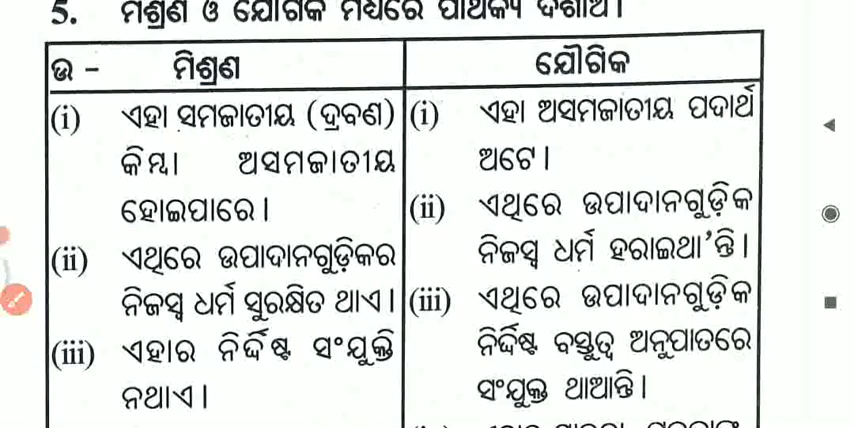 5. ମିଶ୍ରଣ ଓ ଯୌଗିକ ମଧ୍ୟରେ ପାର୍ଥକ୍ୟ ଦର୍ଶାଅ।
ଉ – ମିଶ୍ରଣ
(i) ଏହା ସମଜାତୀୟ (ଦ୍ରବଣ)
କିମ୍ବା ଅସମଜାତୀୟ
ହୋଇପାରେ।
(ii) ଏଥିରେ ଉପାଦାନଗୁଡ଼ିକର
ନିଜସ୍ୱ ଧର୍ମ ସୁରକ୍ଷିତ ଥାଏ।
(iii) ଏହାର ନିର୍ଦ୍ଦିଷ୍ଟ ସଂଯୁକ୍ତି
ନଥାଏ।
ଯୌଗିକ
(i) ଏହା ଅସମଜାତୀୟ ପଦାର୍ଥ
ଅଟେ।
(ii) ଏଥିରେ ଉପାଦାନଗୁଡ଼ିକ
ନିଜସ୍ୱ ଧର୍ମ ହରାଇଥା’ନ୍ତି।
(iii) ଏଥିରେ ଉପାଦାନଗୁଡ଼ିକ
ନିର୍ଦ୍ଦିଷ୍ଟ ବସ୍ତୁତ୍ୱ ଅନୁପାତରେ
ସଂଯୁକ୍ତ ଥାଆନ୍ତି।